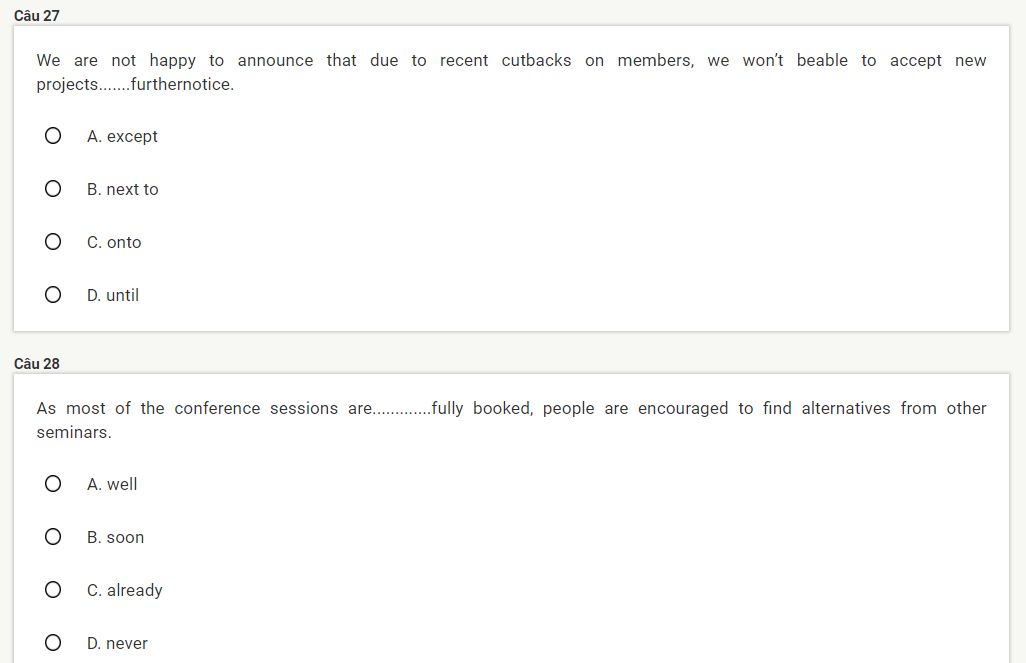 Câu 27
We are not happy to announce that due to recent cutbacks on members, we won't beable to accept new
projects.......furthernotice.
A. except
B. next to
C. onto
D. until
Câu 28
As most of the conference sessions are.............fully booked, people are encouraged to find alternatives from other
seminars.
A. well
B. soon
C. already
D. never